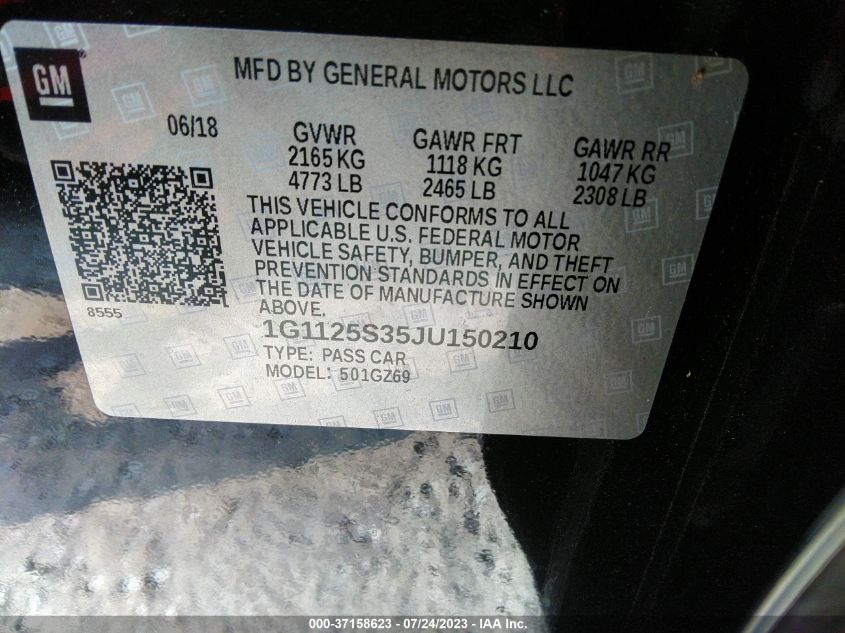 GM
MFD BY GENERAL MOTORS LLC
06/18
GVWR
2165 KG
4773 LB
GAWR FRT
1118 KG
2465 LB
GAWR RR
1047 KG
2308 LB
THIS VEHICLE CONFORMS TO ALL
APPLICABLE U.S. FEDERAL MOTOR
VEHICLE SAFETY, BUMPER, AND THEFT
PREVENTION STANDARDS IN EFFECT ON
THE DATE OF MANUFACTURE SHOWN
ABOVE.
8555
1G1125S35JU150210
TYPE: PASS CAR
MODEL: 501GZ69
000-37158623 - 07/24/2023 - IAA Inc.